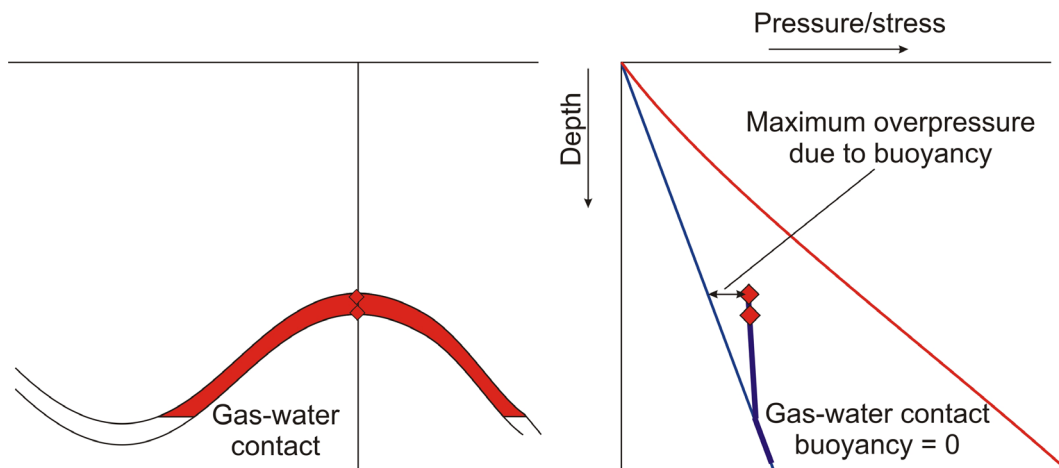 Pressure/stress
Depth
Maximum overpressure
due to buoyancy
Gas-water
contact
Gas-water contact
buoyancy = 0